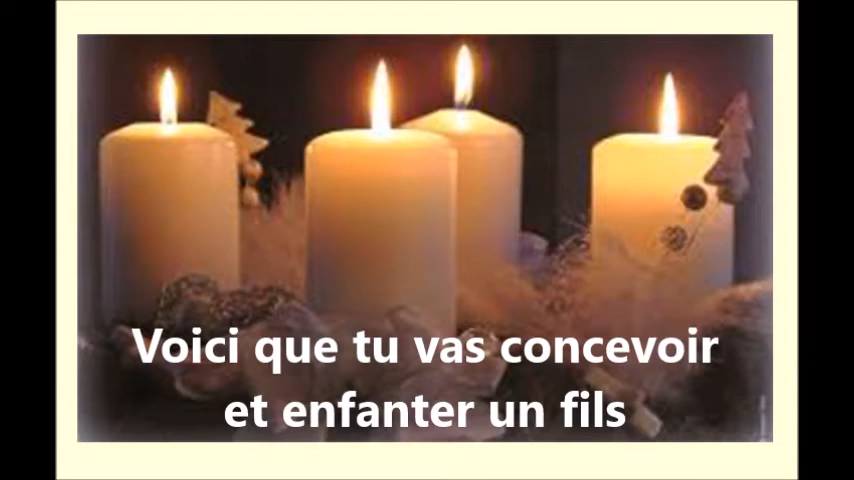 Voici que tu vas concevoir
et enfanter un fils